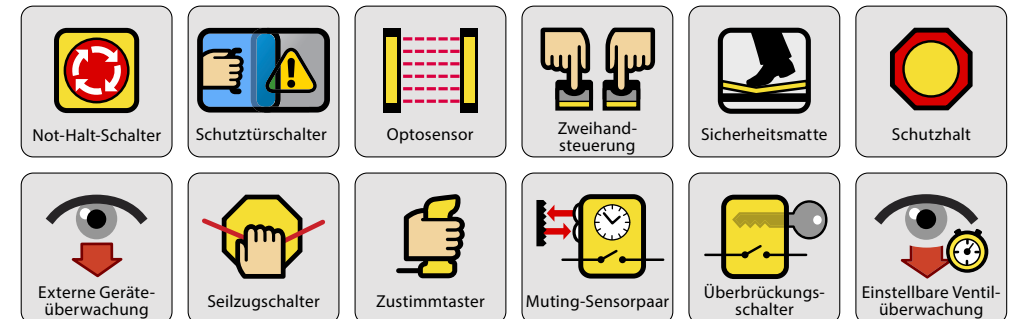 Not-Halt-Schalter
Schutztürschalter
Optosensor
Zweihand-
steuerung
Sicherheitsmatte
Schutzhalt
Externe Geräte-
überwachung
Seilzugschalter
Zustimmtaster
Muting-Sensorpaar
Überbrückungs-
schalter
Einstellbare Ventil-
überwachung